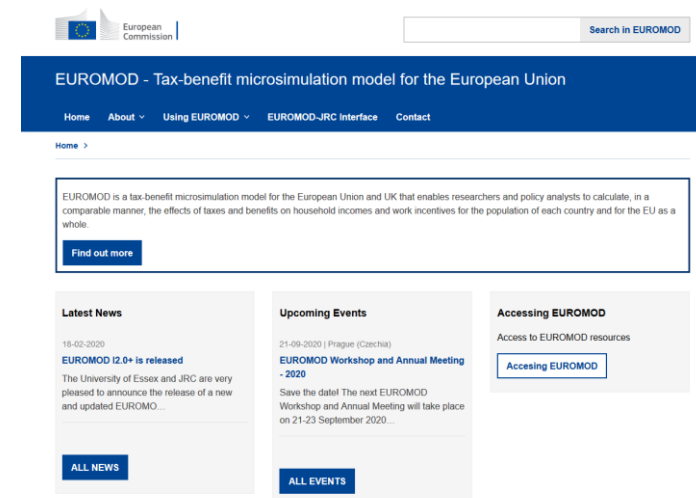 European
Commission
Search in EUROMOD
EUROMOD - Tax-benefit microsimulation model for the European Union
Home About Using EUROMOD EUROMOD-JRC Interface Contact
Home >
EUROMOD is a tax-benefit microsimulation model for the European Union and UK that enables researchers and policy analysts to calculate, in a
comparable manner, the effects of taxes and benefits on household incomes and work incentives for the population of each country and for the EU as a
whole.
Find out more
Latest News
18-02-2020
EUROMOD I2.0+ is released
The University of Essex and JRC are very
pleased to announce the release of a new
and updated EUROMO...
ALL NEWS
Upcoming Events
21-09-2020 | Prague (Czechia)
EUROMOD Workshop and Annual Meeting
- 2020
Save the date! The next EUROMOD
Workshop and Annual Meeting will take place
on 21-23 September 2020...
ALL EVENTS
Accessing EUROMOD
Access to EUROMOD resources
Accesing EUROMOD